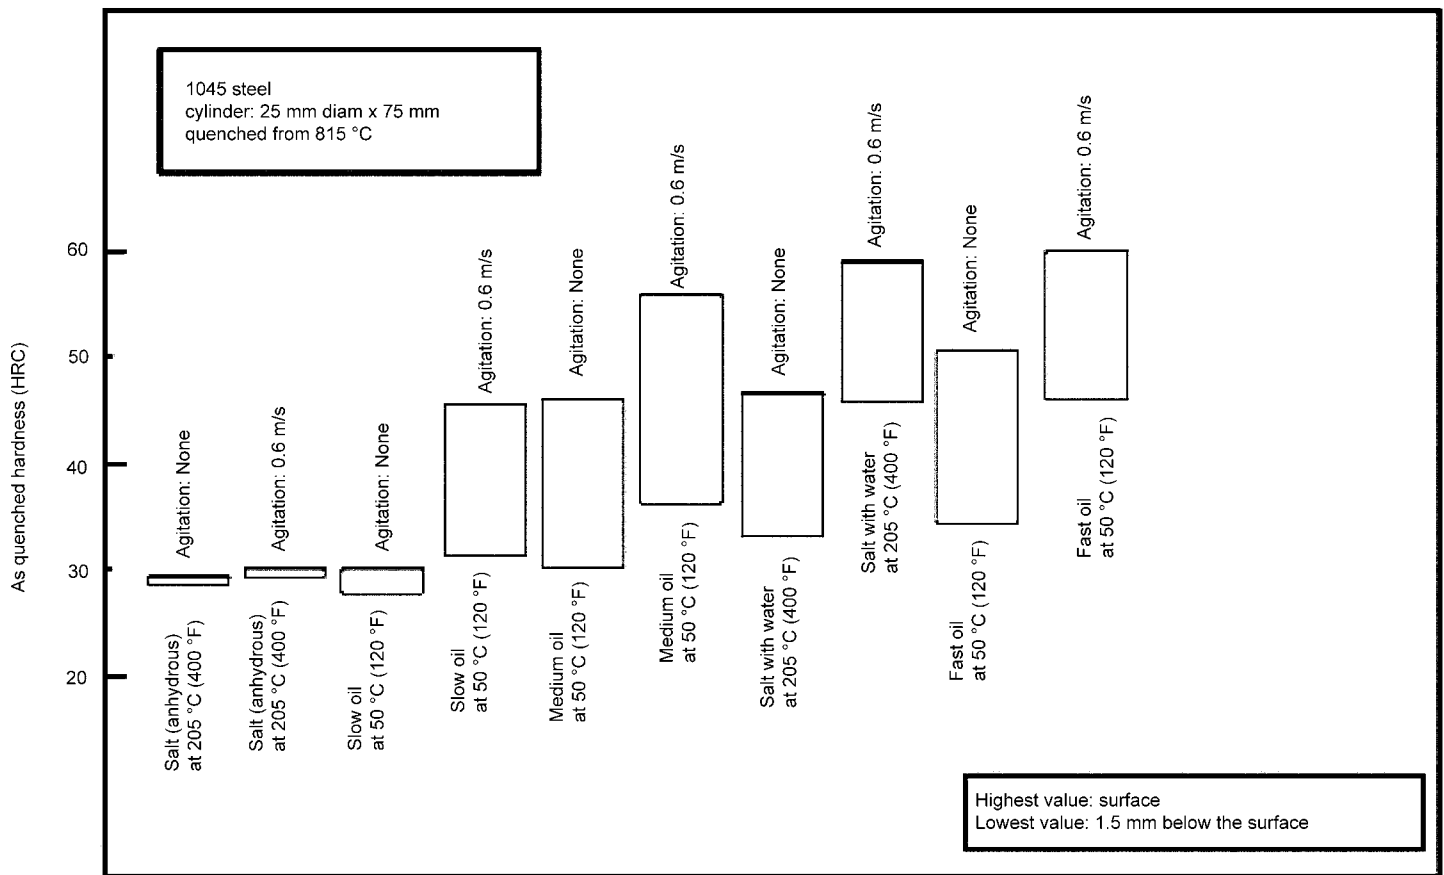 1045 steel
cylinder: 25 mm diam x 75 mm
quenched from 815 °C
As quenched hardness (HRC)
60
50
40
30
20
Agitation: None
Salt (anhydrous)
at 205 °C (400 °F)
Agitation: 0.6 m/s
Salt (anhydrous)
at 205 °C (400 °F)
Agitation: None
Slow oil
at 50 °C (120 °F)
Agitation: 0.6 m/s
Slow oil
at 50 °C (120 °F)
Agitation: None
Medium oil
at 50 °C (120 °F)
Agitation: 0.6 m/s
Medium oil
at 50 °C (120 °F)
Agitation: None
Salt with water
at 205 °C (400 °F)
Agitation: 0.6 m/s
Salt with water
at 205 °C (400 °F)
Agitation: None
Fast oil
at 50 °C (120 °F)
Agitation: 0.6 m/s
Fast oil
at 50 °C (120 °F)
Highest value: surface
Lowest value: 1.5 mm below the surface